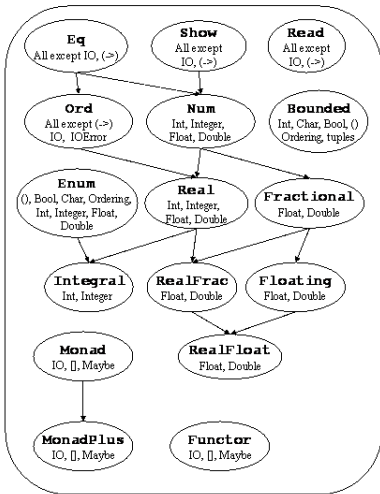 Eq
All except IO, (->)
Show
All except
IO, (->)
Read
All except
IO, (->)
Ord
All except (->)
IO, IOError
Num
Int, Integer,
Float, Double
Bounded
Int, Char, Bool, ()
Ordering, tuples
Enum
(), Bool, Char, Ordering,
Int, Integer, Float,
Double
Real
Int, Integer,
Float, Double
Fractional
Float, Double
Integral
Int, Integer
RealFrac
Float, Double
Floating
Float, Double
Monad
IO, [], Maybe
RealFloat
Float, Double
MonadPlus
IO, [], Maybe
Functor
IO, [], Maybe